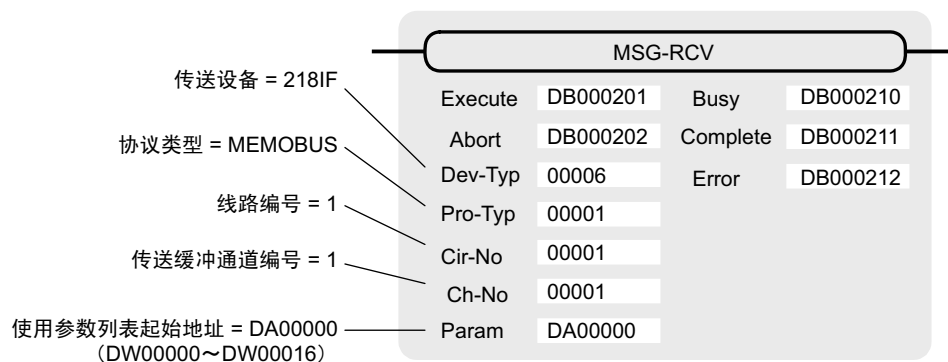 MSG-RCV
传送设备 = 218IF
Execute DB000201 Busy DB000210
协议类型 = MEMOBUS
Abort DB000202 Complete DB000211
Dev-Typ 00006 Error DB000212
线路编号 = 1
Pro-Typ 00001
传送缓冲通道编号 = 1
Cir-No 00001
Ch-No 00001
使用参数列表起始地址 = DA00000
Param DA00000
（DW00000～DW00016）